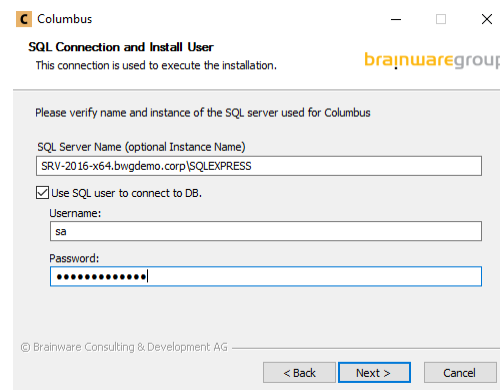 C Columbus
SQL Connection and Install User
This connection is used to execute the installation.
brainwaregroup
Please verify name and instance of the SQL server used for Columbus
SQL Server Name (optional Instance Name)
SRV-2016-x64.bwgdemo.corp\SQLEXPRESS
Use SQL user to connect to DB.
Username:
sa
Password:
●●●●●●●●●●●●●
© Brainware Consulting & Development AG
< Back Next > Cancel